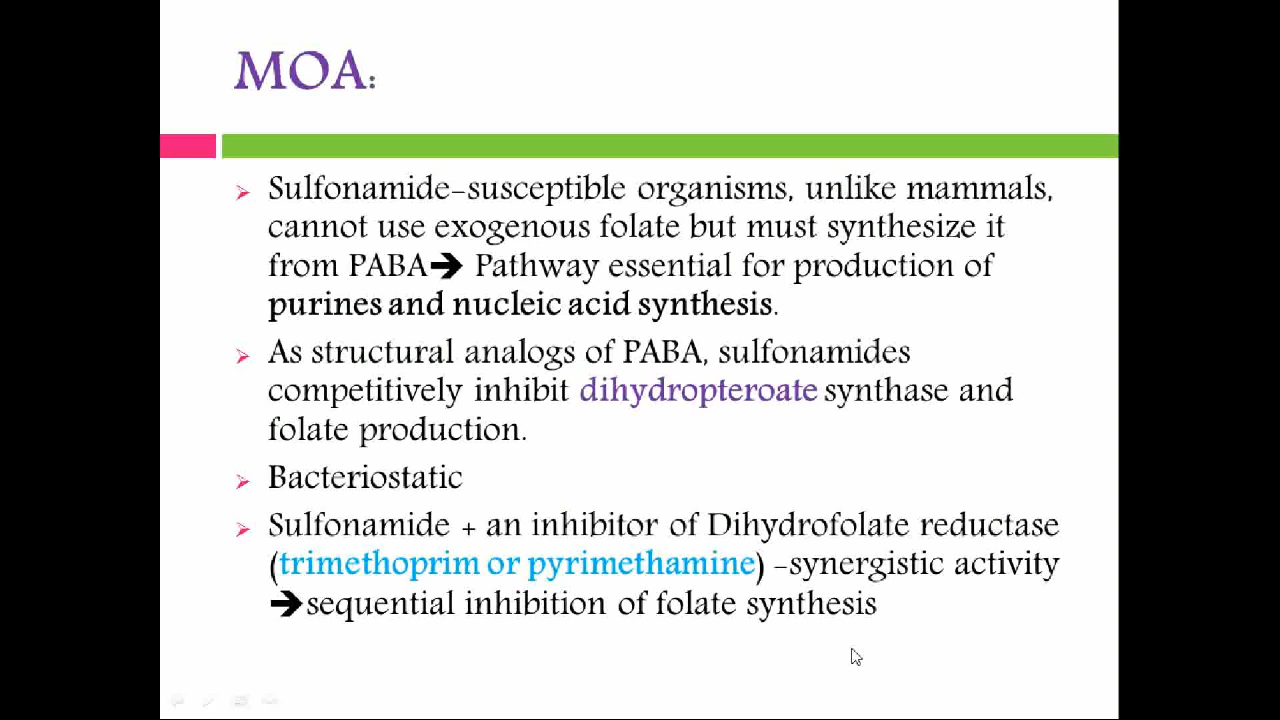 MOA:
➢ Sulfonamide-susceptible organisms, unlike mammals,
cannot use exogenous folate but must synthesize it
from PABA➔ Pathway essential for production of
purines and nucleic acid synthesis.
➢ As structural analogs of PABA, sulfonamides
competitively inhibit dihydropteroate synthase and
folate production.
➢ Bacteriostatic
➢ Sulfonamide + an inhibitor of Dihydrofolate reductase
(trimethoprim or pyrimethamine) -synergistic activity
➔sequential inhibition of folate synthesis